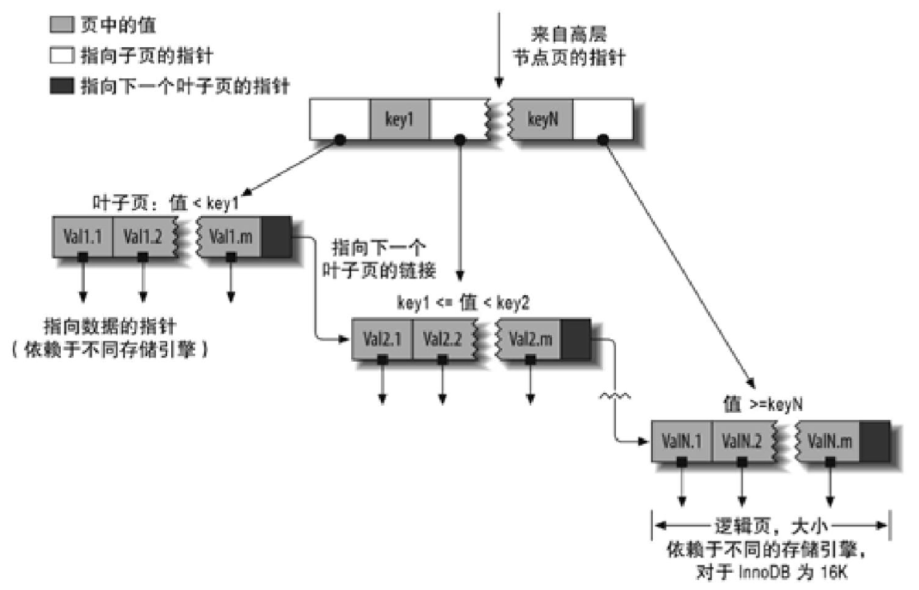 页中的值
指向子页的指针
指向下一个叶子页的指针
来自高层
节点页的指针
key1
keyN
叶子页：值 < key1
Val1.1
Val1.2
Val1.m
指向下一个
叶子页的链接
key1 <= 值 < key2
指向数据的指针
（依赖于不同存储引擎）
Val2.1
Val2.2
Val2.m
值 >=keyN
ValN.1
ValN.2
ValN.m
逻辑页，大小
依赖于不同的存储引擎，
对于 InnoDB 为 16K